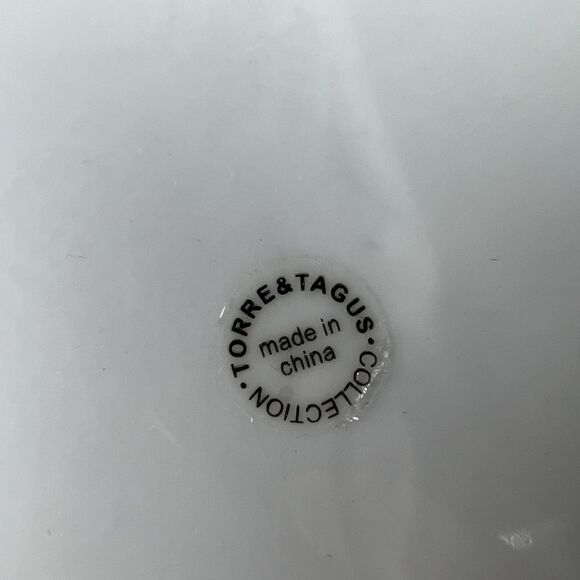 TORRE&TAGUS · COLLECTION ·
made in
china